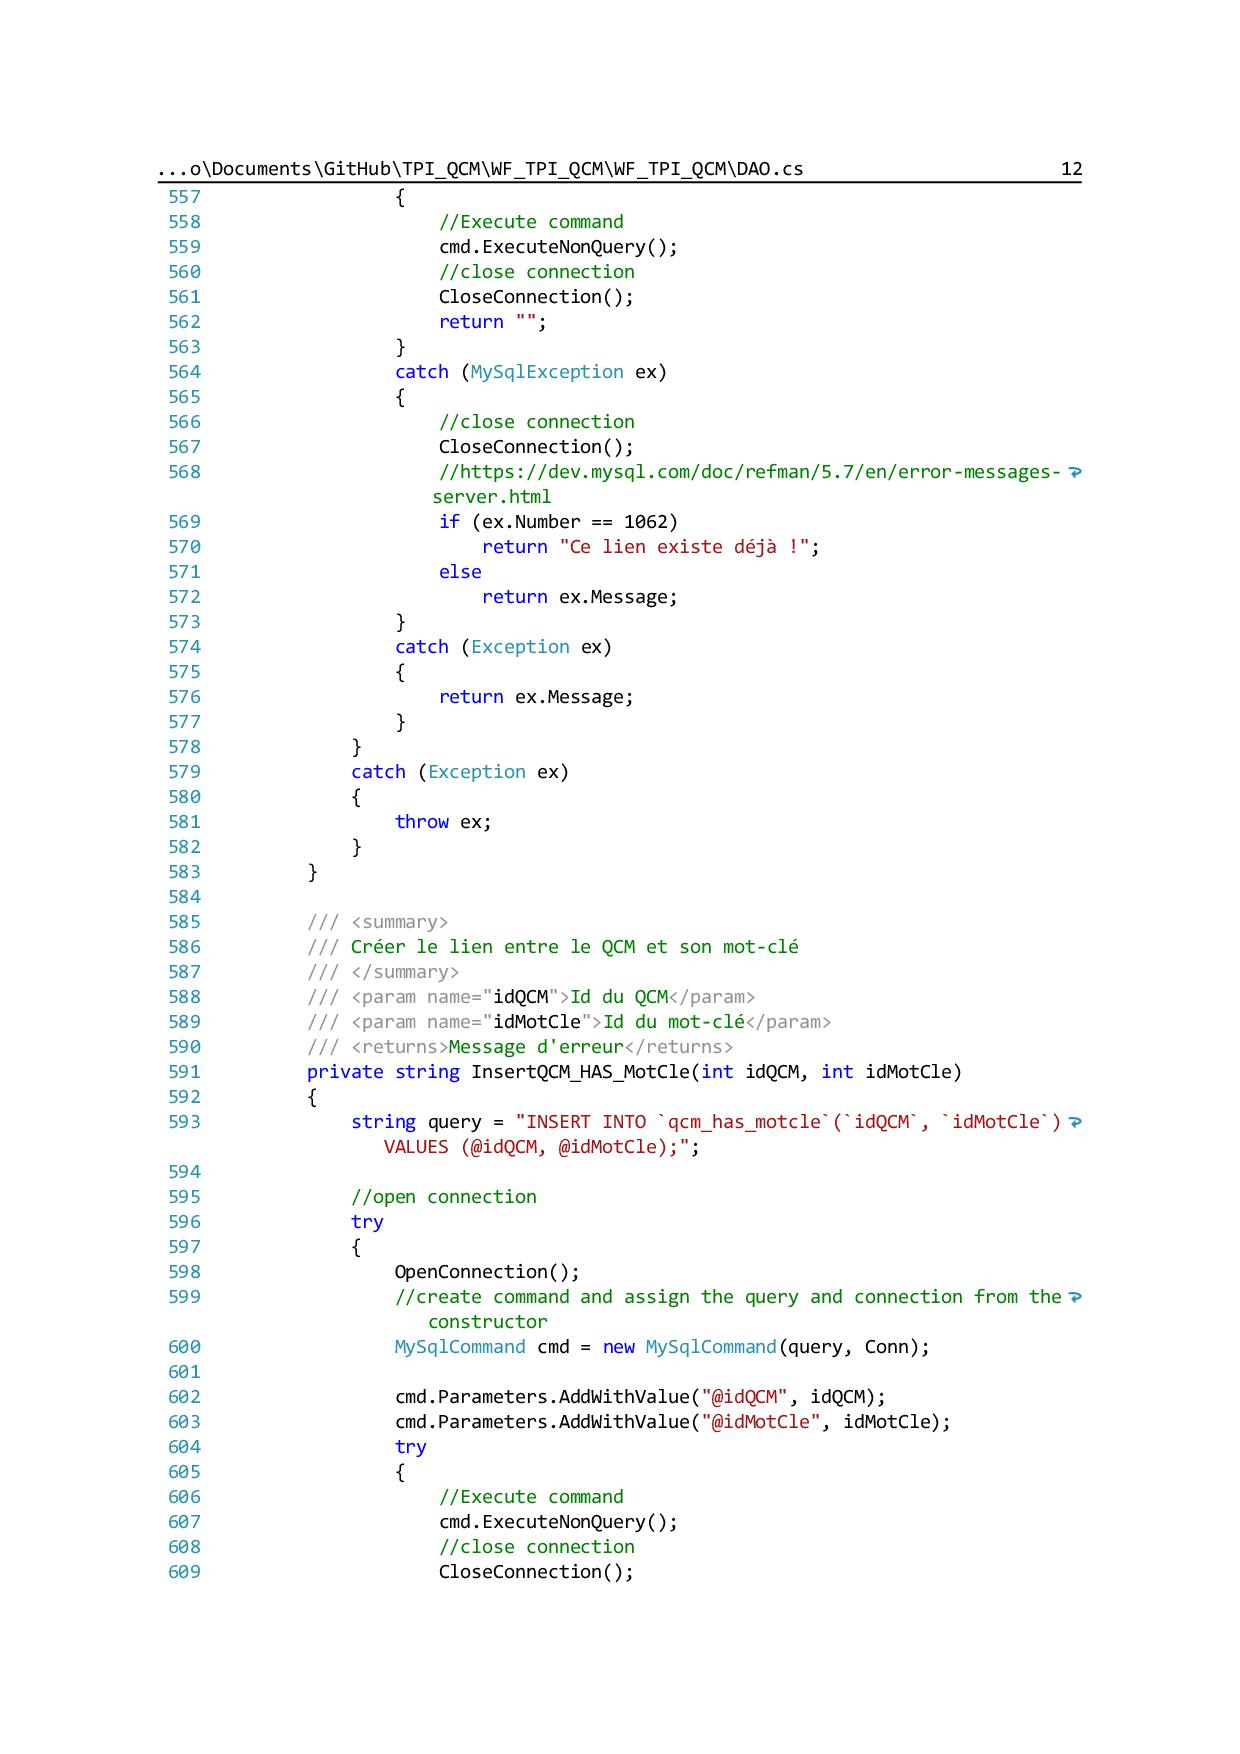 ...o\Documents\GitHub\TPI_QCM\WF_TPI_QCM\WF_TPI_QCM\DAO.cs 12
557 {
558 //Execute command
559 cmd.ExecuteNonQuery();
560 //close connection
561 CloseConnection();
562 return "";
563 }
564 catch (MySqlException ex)
565 {
566 //close connection
567 CloseConnection();
568 //https://dev.mysql.com/doc/refman/5.7/en/error-messages-
server.html
569 if (ex.Number == 1062)
570 return "Ce lien existe déjà !";
571 else
572 return ex.Message;
573 }
574 catch (Exception ex)
575 {
576 return ex.Message;
577 }
578 }
579 catch (Exception ex)
580 {
581 throw ex;
582 }
583 }
584
585 /// <summary>
586 /// Créer le lien entre le QCM et son mot-clé
587 /// </summary>
588 /// <param name="idQCM">Id du QCM</param>
589 /// <param name="idMotCle">Id du mot-clé</param>
590 /// <returns>Message d'erreur</returns>
591 private string InsertQCM_HAS_MotCle(int idQCM, int idMotCle)
592 {
593 string query = "INSERT INTO `qcm_has_motcle`(`idQCM`, `idMotCle`)
VALUES (@idQCM, @idMotCle);";
594
595 //open connection
596 try
597 {
598 OpenConnection();
599 //create command and assign the query and connection from the
constructor
600 MySqlCommand cmd = new MySqlCommand(query, Conn);
601
602 cmd.Parameters.AddWithValue("@idQCM", idQCM);
603 cmd.Parameters.AddWithValue("@idMotCle", idMotCle);
604 try
605 {
606 //Execute command
607 cmd.ExecuteNonQuery();
608 //close connection
609 CloseConnection();